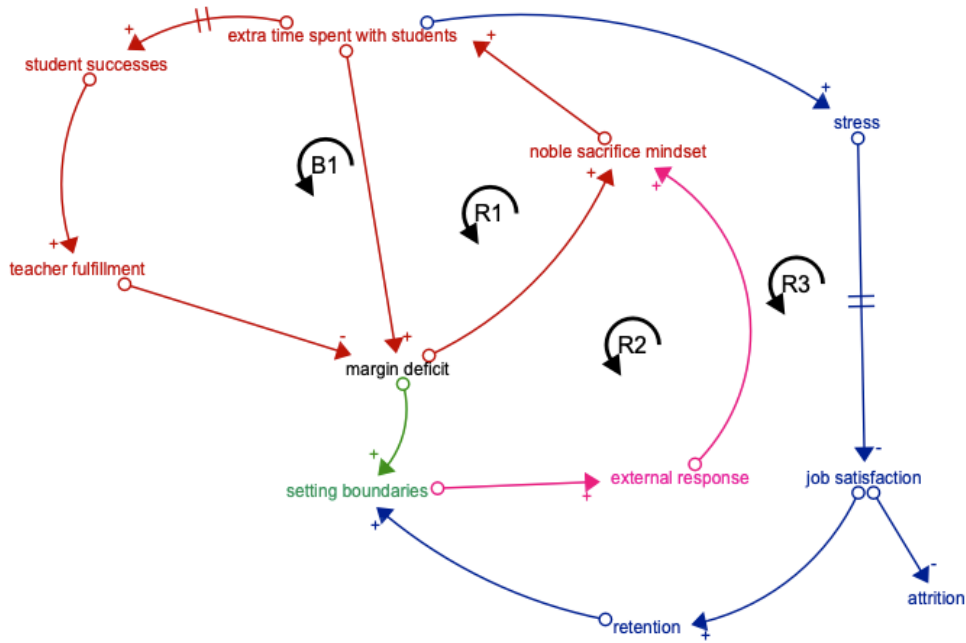 extra time spent with students
+
+
student successes
+
stress
noble sacrifice mindset
B1
+
+
R1
+
teacher fulfillment
R3
-
+
R2
margin deficit
+
-
external response
job satisfaction
setting boundaries
+
+
-
attrition
retention
+